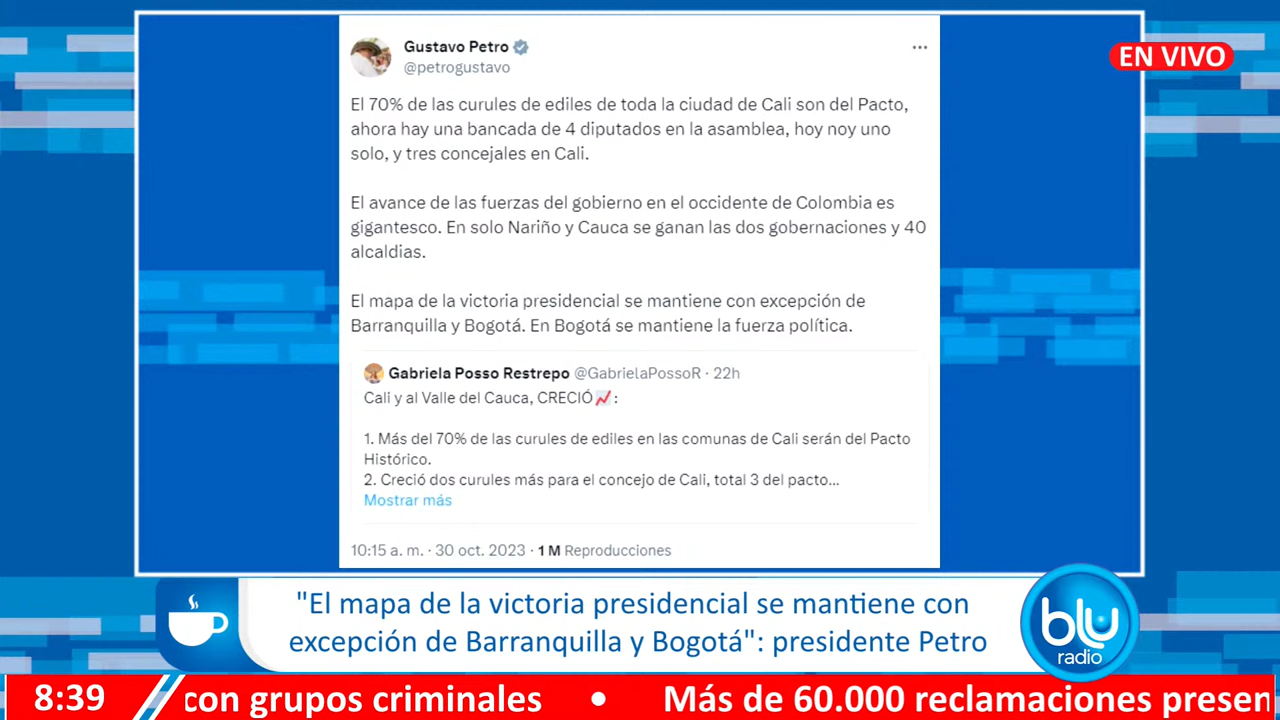 Gustavo Petro
@petrogustavo
EN VIVO
El 70% de las curules de ediles de toda la ciudad de Cali son del Pacto,
ahora hay una bancada de 4 diputados en la asamblea, hoy noy uno
solo, y tres concejales en Cali.
El avance de las fuerzas del gobierno en el occidente de Colombia es
gigantesco. En solo Nariño y Cauca se ganan las dos gobernaciones y 40
alcaldias.
El mapa de la victoria presidencial se mantiene con excepción de
Barranquilla y Bogotá. En Bogotá se mantiene la fuerza política.
Gabriela Posso Restrepo @GabrielaPossoR · 22h
Cali y al Valle del Cauca, CRECIÓ📈:
1. Más del 70% de las curules de ediles en las comunas de Cali serán del Pacto
Histórico.
2. Creció dos curules más para el concejo de Cali, total 3 del pacto...
Mostrar más
10:15 a. m. · 30 oct. 2023 · 1 M Reproducciones
"El mapa de la victoria presidencial se mantiene con
excepción de Barranquilla y Bogotá": presidente Petro
blu
radio
8:39 con grupos criminales • Más de 60.000 reclamaciones presen